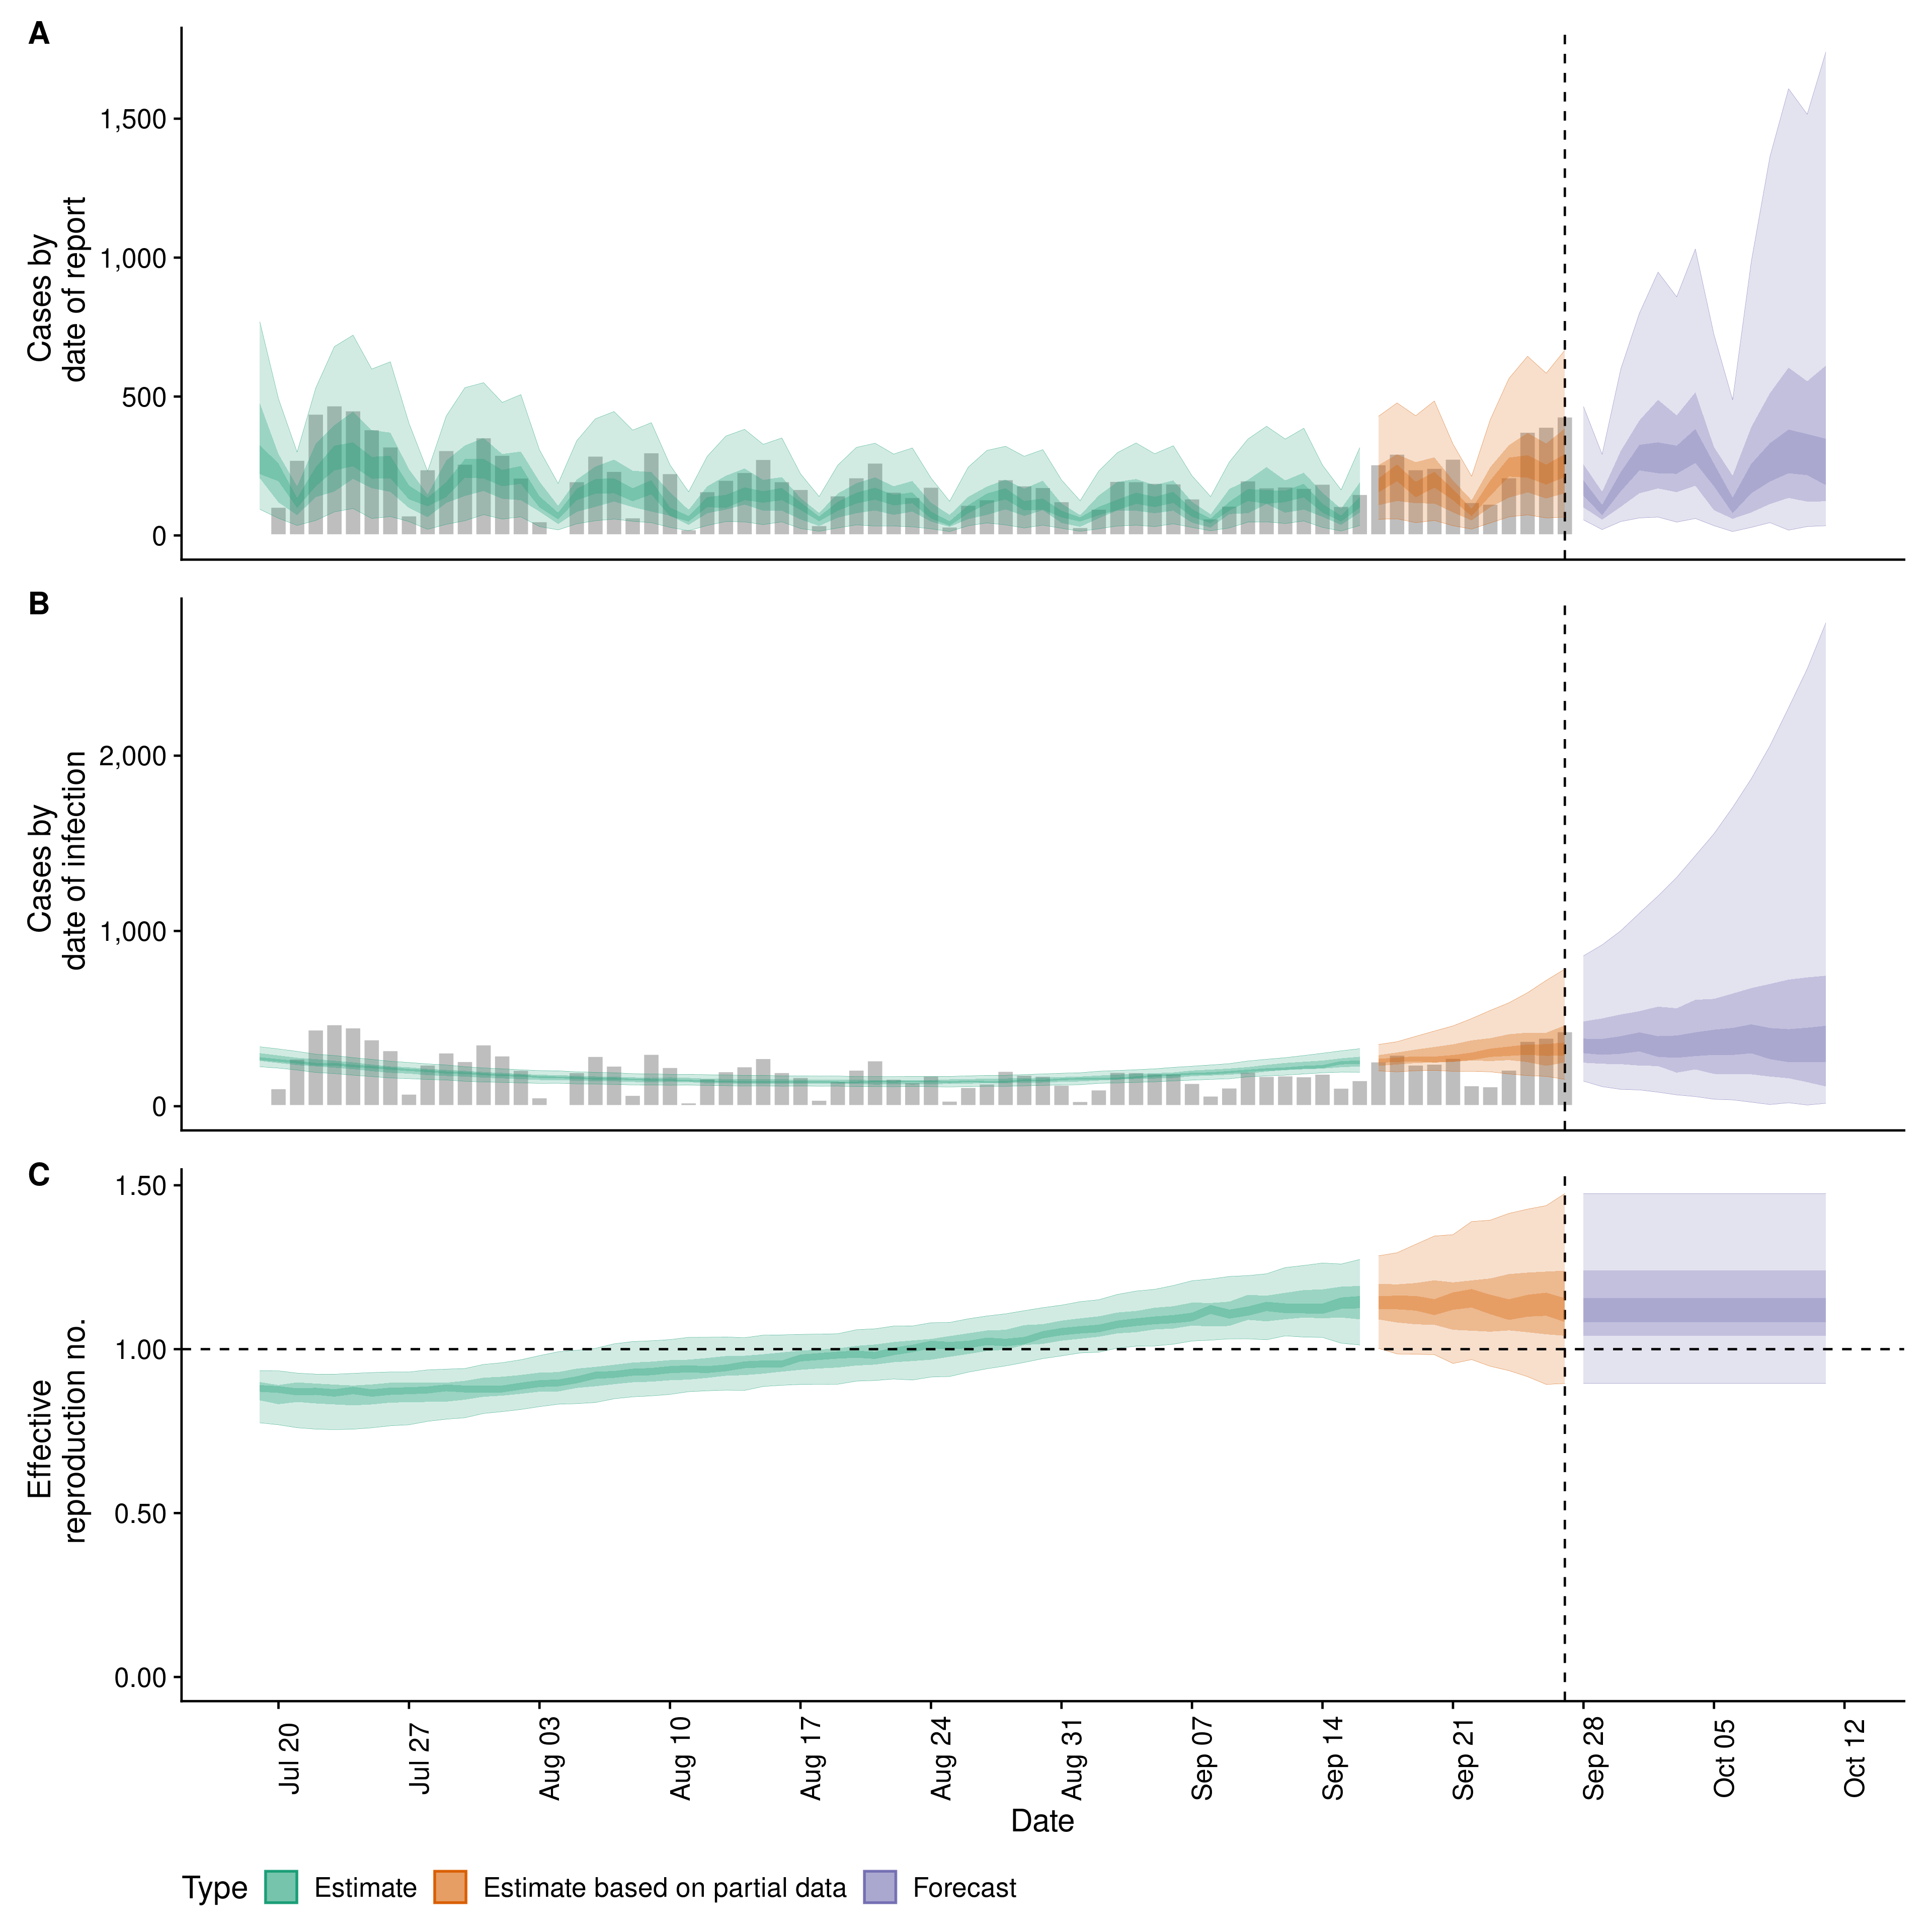 A
Cases by
date of report
1,500
1,000
500
0
B
Cases by
date of infection
2,000
1,000
0
C
Effective
reproduction no.
1.50
1.00
0.50
0.00
Jul 20
Jul 27
Aug 03
Aug 10
Aug 17
Aug 24
Aug 31
Sep 07
Sep 14
Sep 21
Sep 28
Oct 05
Oct 12
Date
Type Estimate Estimate based on partial data Forecast